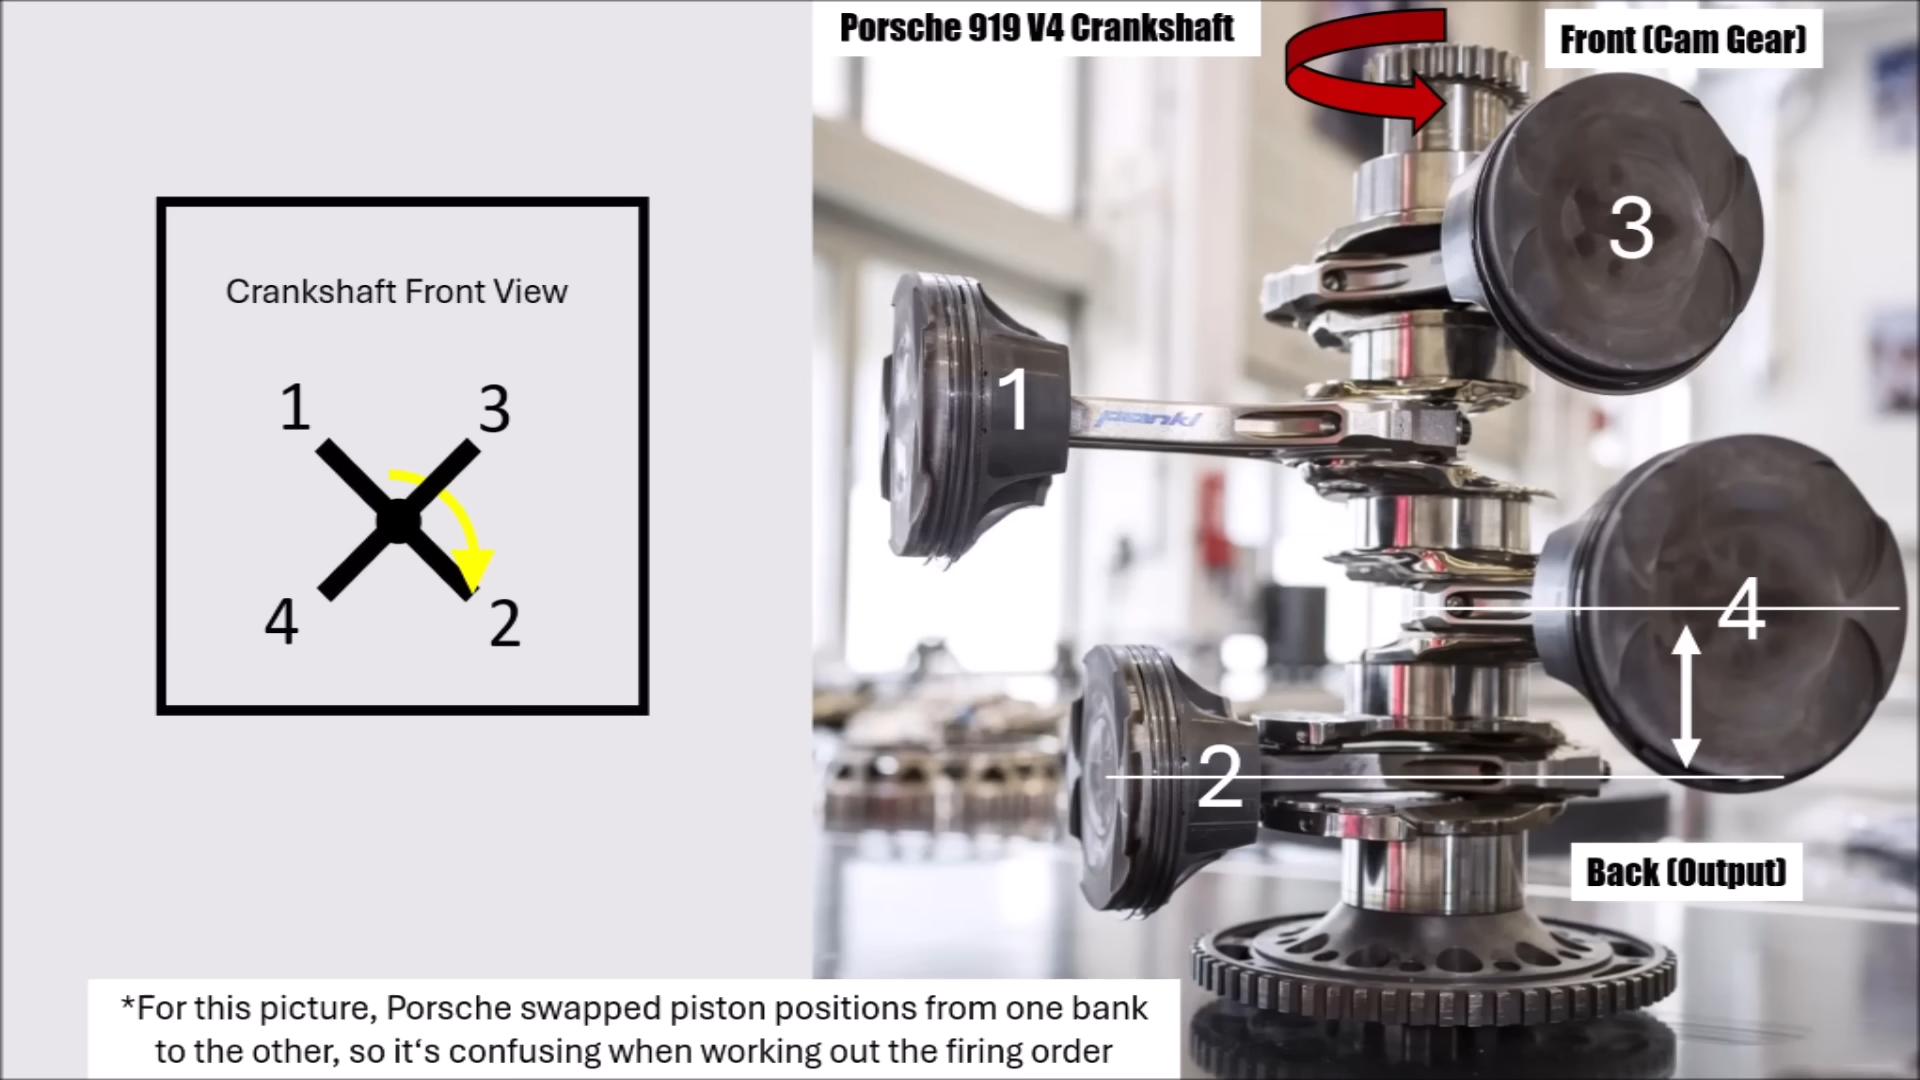 Porsche 919 V4 Crankshaft
Front (Cam Gear)
3
1
pankl
4
2
Back (Output)
Crankshaft Front View
1 3
4 2
*For this picture, Porsche swapped piston positions from one bank
to the other, so it‘s confusing when working out the firing order